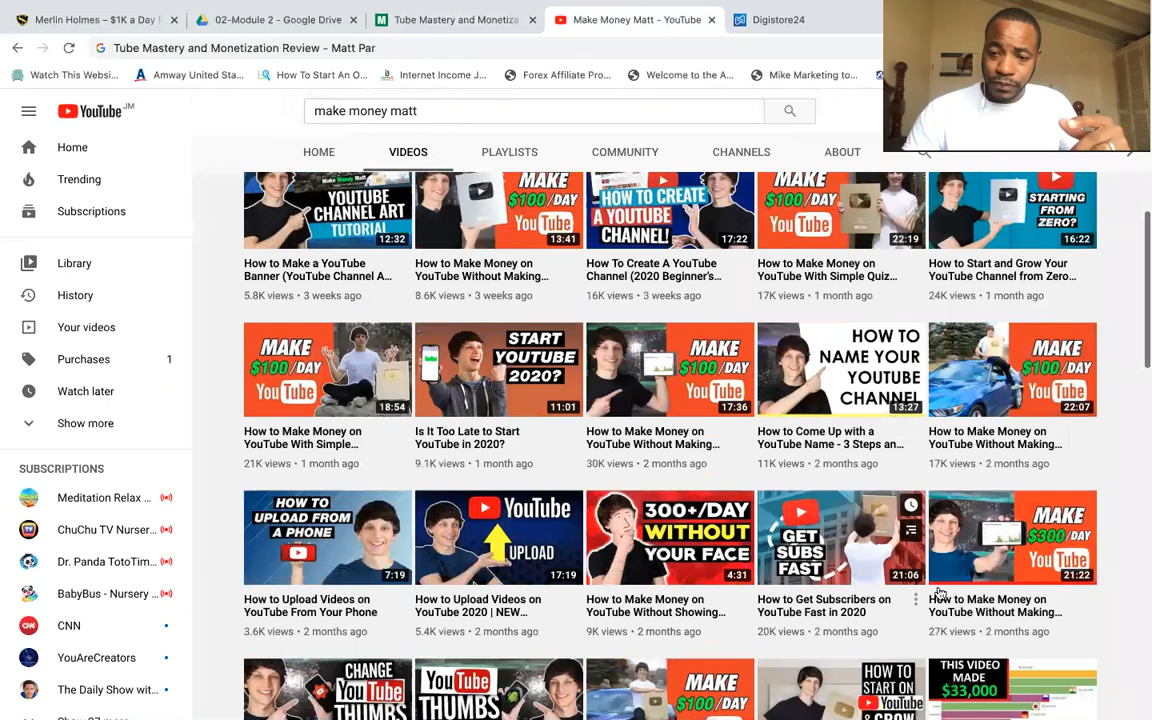 Merlin Holmes – $1K a Day
02-Module 2 - Google Drive
Tube Mastery and Monetiza
Make Money Matt - YouTube
Digistore24
Tube Mastery and Monetization Review - Matt Par
Watch This Websi...
Amway United Sta...
How To Start An O...
Internet Income J...
Forex Affiliate Pro...
Welcome to the A...
Mike Marketing to...
YouTube JM
make money matt
HOME VIDEOS PLAYLISTS COMMUNITY CHANNELS ABOUT
Home
Trending
Subscriptions
Library
History
Your videos
Purchases 1
Watch later
Show more
SUBSCRIPTIONS
Meditation Relax ...
ChuChu TV Nurser...
Dr. Panda TotoTim...
BabyBus - Nursery ...
CNN
YouAreCreators
The Daily Show wit...
YOUTUBE
CHANNEL ART
TUTORIAL
12:32
How to Make a YouTube
Banner (YouTube Channel A...
5.8K views • 3 weeks ago
MAKE
$100/DAY
YouTube
13:41
How to Make Money on
YouTube Without Making...
8.6K views • 3 weeks ago
HOW TO CREATE
A YOUTUBE
CHANNEL!
17:22
How To Create A YouTube
Channel (2020 Beginner's
16K views • 3 weeks ago
MAKE
$100/DAY
YouTube
22:19
How to Make Money on
YouTube With Simple Quiz...
17K views • 1 month ago
STARTING
FROM
ZERO?
16:22
How to Start and Grow Your
YouTube Channel from Zero...
24K views • 1 month ago
MAKE
$100/DAY
YouTube
18:54
How to Make Money on
YouTube With Simple...
21K views • 1 month ago
START
YOUTUBE
2020?
11:01
Is It Too Late to Start
YouTube in 2020?
9.1K views • 1 month ago
MAKE
$100/DAY
YouTube
17:36
How to Make Money on
YouTube Without Making...
30K views • 2 months ago
HOW TO
NAME YOUR
YOUTUBE
CHANNEL
13:27
How to Come Up with a
YouTube Name - 3 Steps an...
11K views • 2 months ago
MAKE
$100/DAY
YouTube
22:07
How to Make Money on
YouTube Without Making...
17K views • 2 months ago
HOW TO
UPLOAD FROM
A PHONE
7:19
How to Upload Videos on
YouTube From Your Phone
3.6K views • 2 months ago
YouTube
UPLOAD
17:19
How to Upload Videos on
YouTube 2020 | NEW...
5.4K views • 2 months ago
300+/DAY
WITHOUT
YOUR FACE
4:31
How to Make Money on
YouTube Without Showing...
9K views • 2 months ago
GET
SUBS
FAST
21:06
How to Get Subscribers on
YouTube Fast in 2020
20K views • 2 months ago
MAKE
$300/DAY
YouTube
21:22
How to Make Money on
YouTube Without Making...
27K views • 2 months ago
CHANGE
YouTube
THUMBS
YouTube
THUMBS
MAKE
$100/DAY
HOW TO
START ON
YouTube
& GROW
THIS VIDEO
MADE
$33,000